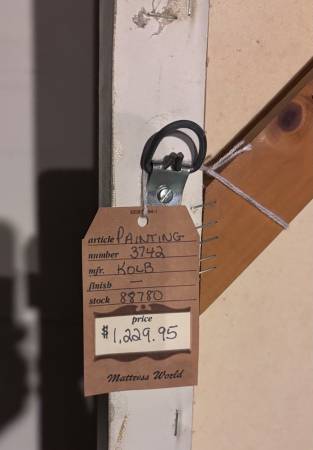 article PAINTING
number 3742
mfr. KOLB
finish —
stock 88780
price
$1,229.95
Mattress World